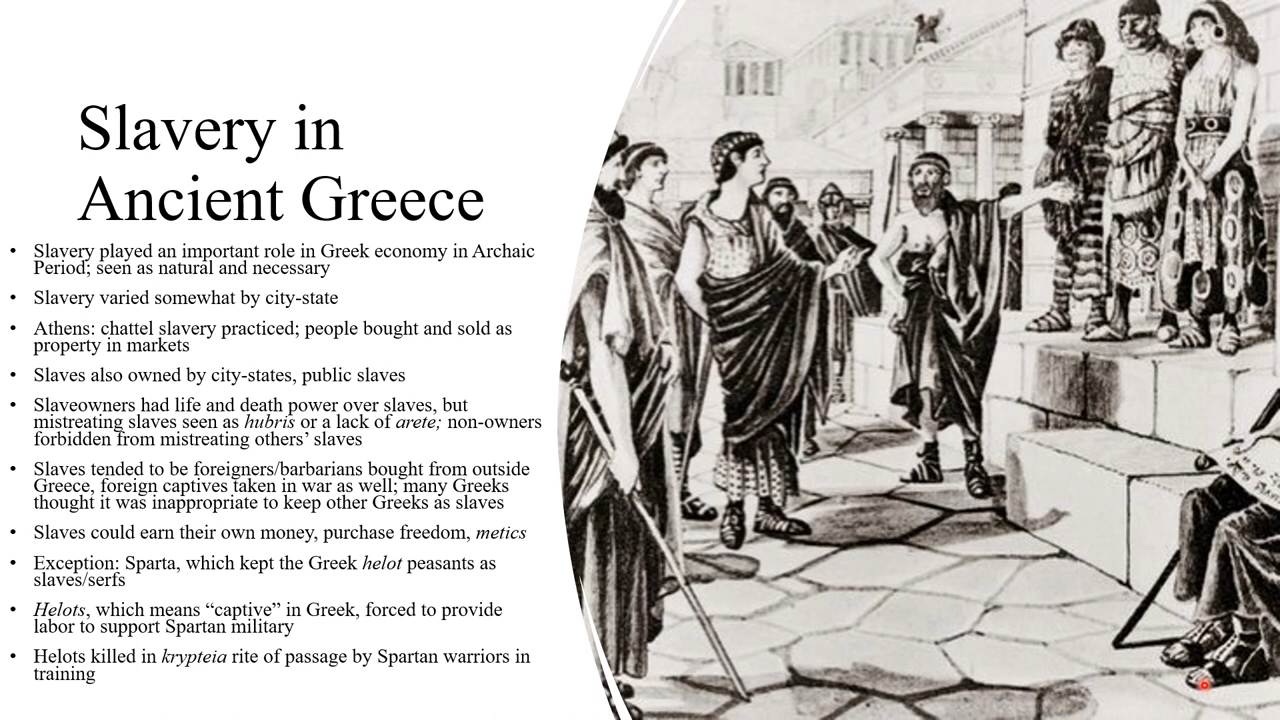 Slavery in
Ancient Greece
• Slavery played an important role in Greek economy in Archaic
Period; seen as natural and necessary
• Slavery varied somewhat by city-state
• Athens: chattel slavery practiced; people bought and sold as
property in markets
• Slaves also owned by city-states, public slaves
• Slaveowners had life and death power over slaves, but
mistreating slaves seen as hubris or a lack of arete; non-owners
forbidden from mistreating others’ slaves
• Slaves tended to be foreigners/barbarians bought from outside
Greece, foreign captives taken in war as well; many Greeks
thought it was inappropriate to keep other Greeks as slaves
• Slaves could earn their own money, purchase freedom, metics
• Exception: Sparta, which kept the Greek helot peasants as
slaves/serfs
• Helots, which means “captive” in Greek, forced to provide
labor to support Spartan military
• Helots killed in krypteia rite of passage by Spartan warriors in
training